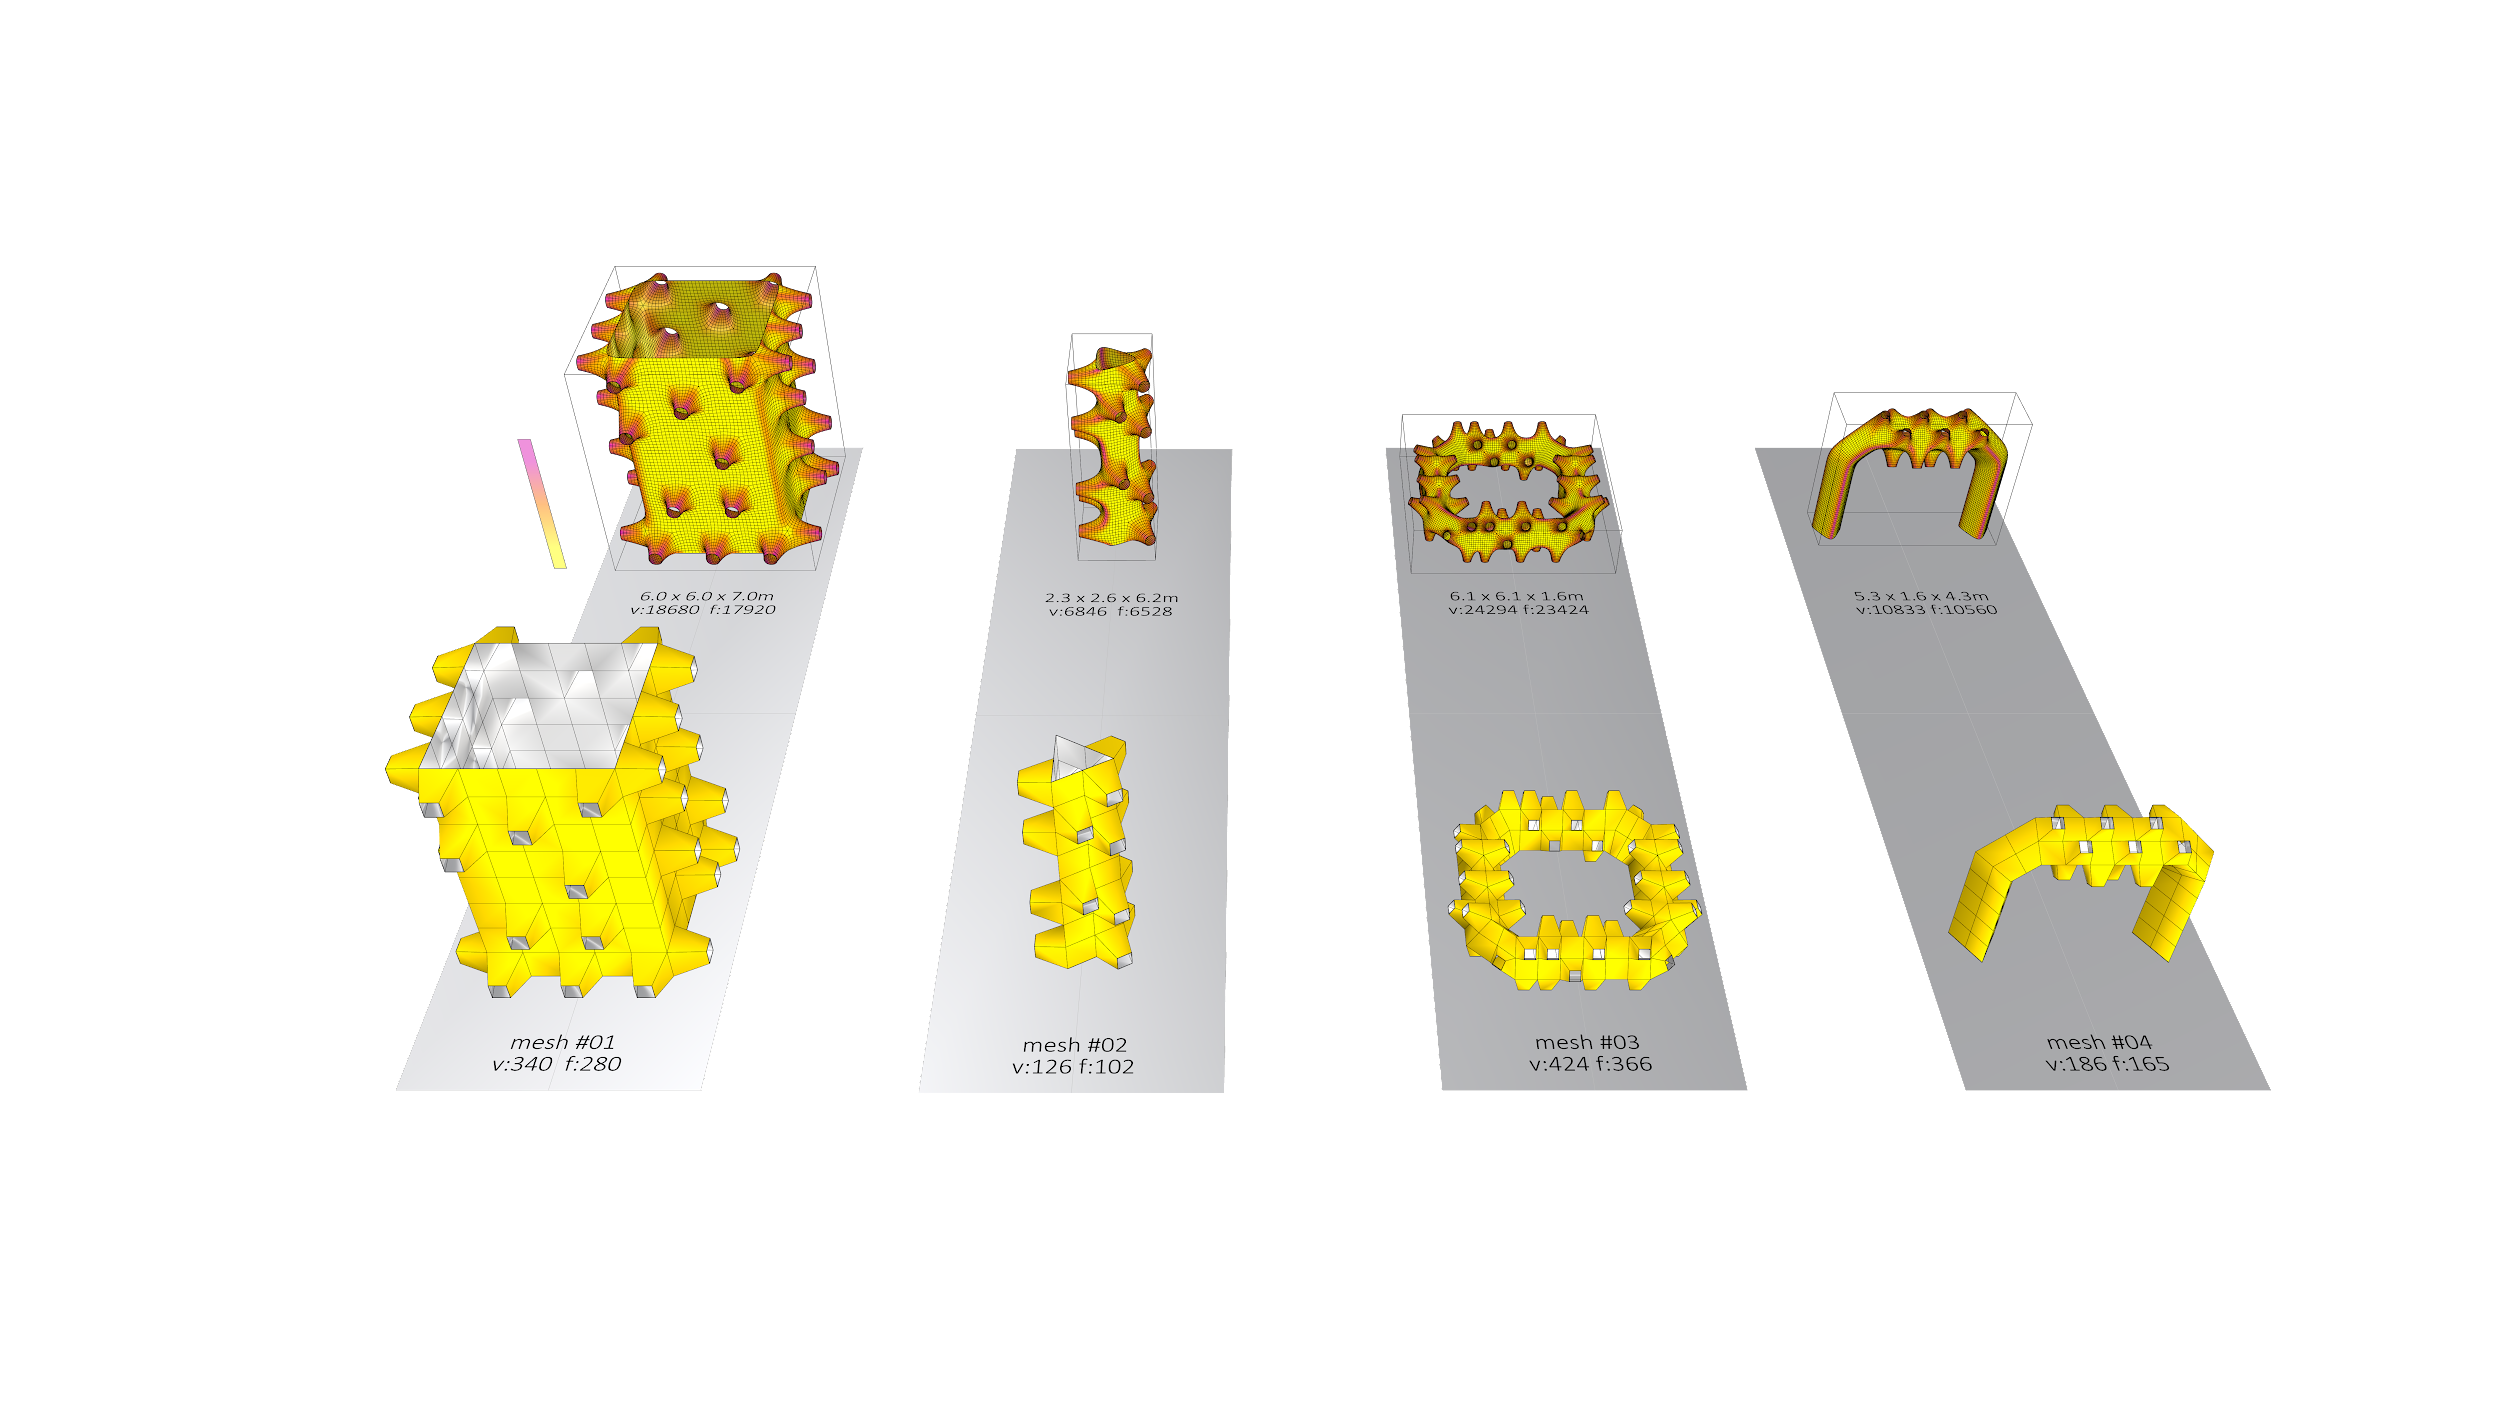 6.0 x 6.0 x 7.0m
v:18680 f:17920
2.3 x 2.6 x 6.2m
v:6846 f:6528
6.1 x 6.1 x 1.6m
v:24294 f:23424
5.3 x 1.6 x 4.3m
v:10833 f:10560
mesh #01
v:340 f:280
mesh #02
v:126 f:102
mesh #03
v:424 f:366
mesh #04
v:186 f:165